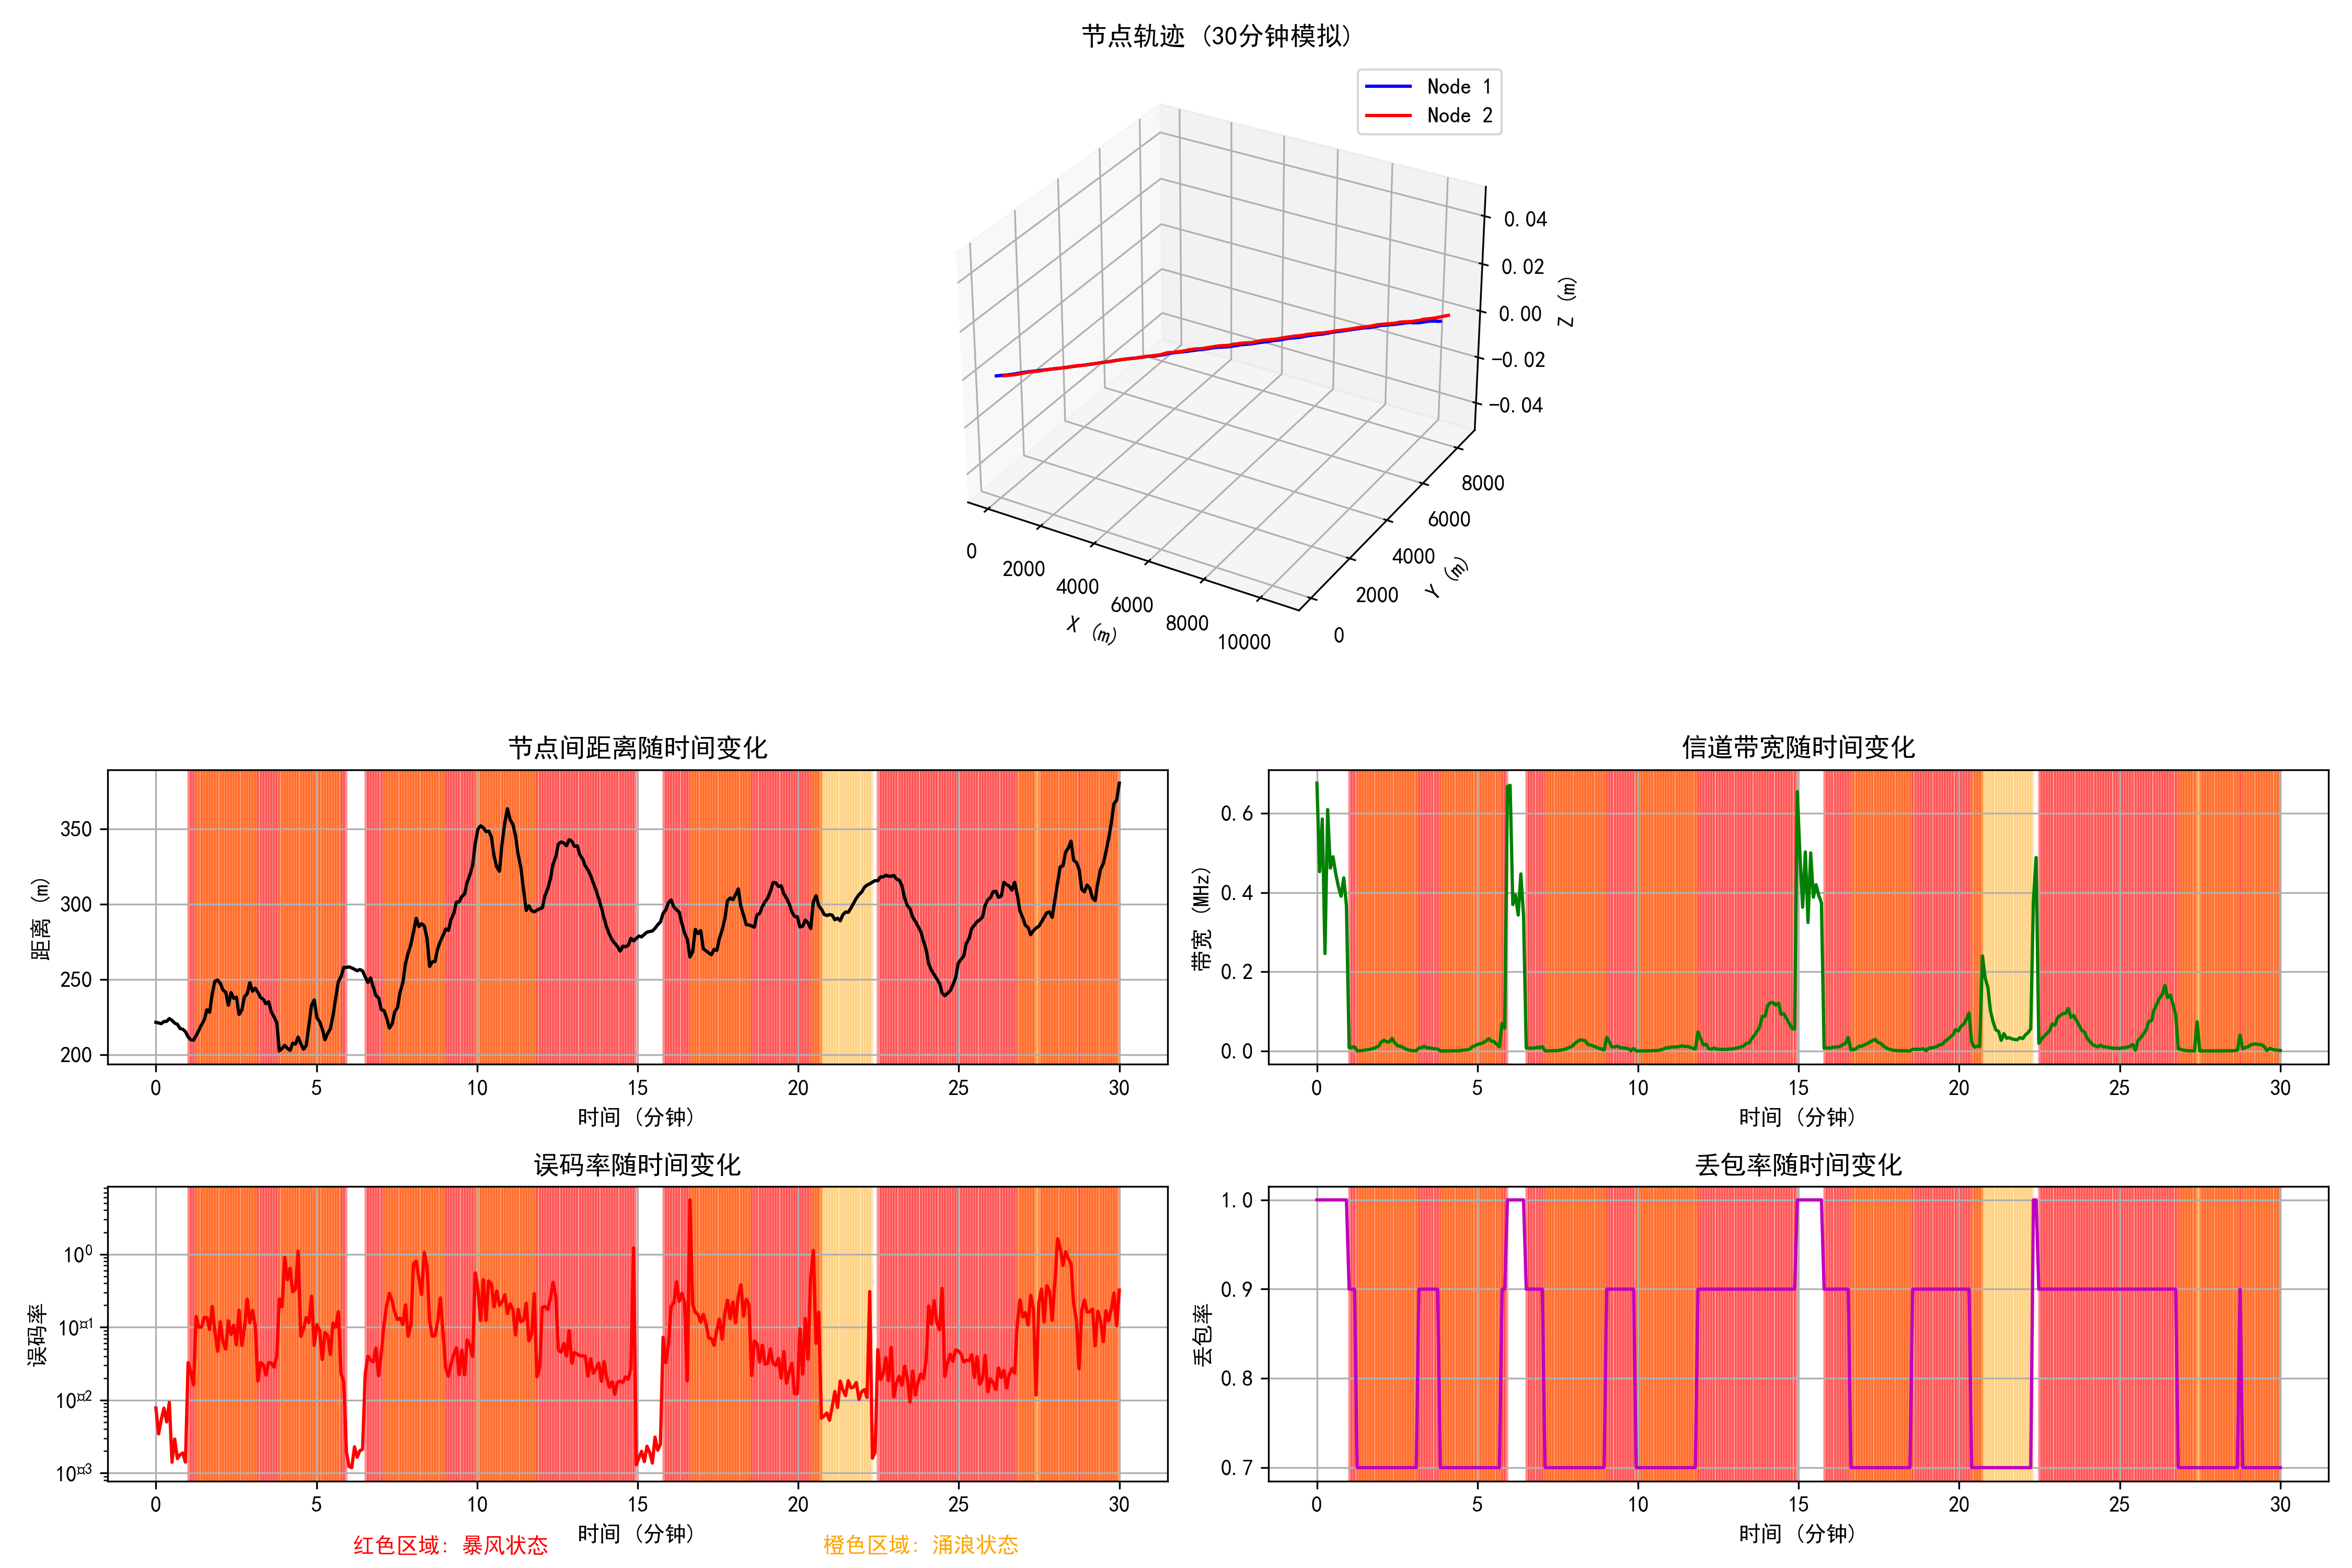 节点轨迹 (30分钟模拟)
Node 1
Node 2
0.04
0.02
0.00
−0.02
−0.04
Z (m)
8000
6000
4000
2000
0
Y (m)
0
2000
4000
6000
8000
10000
X (m)
节点间距离随时间变化
350
300
250
200
距离 (m)
0 5 10 15 20 25 30
时间 (分钟)
信道带宽随时间变化
0.6
0.4
0.2
0.0
带宽 (MHz)
0 5 10 15 20 25 30
时间 (分钟)
误码率随时间变化
10⁰
10¤1
10¤2
10¤3
误码率
0 5 10 15 20 25 30
时间 (分钟)
红色区域: 暴风状态
橙色区域: 涌浪状态
丢包率随时间变化
1.0
0.9
0.8
0.7
丢包率
0 5 10 15 20 25 30
时间 (分钟)